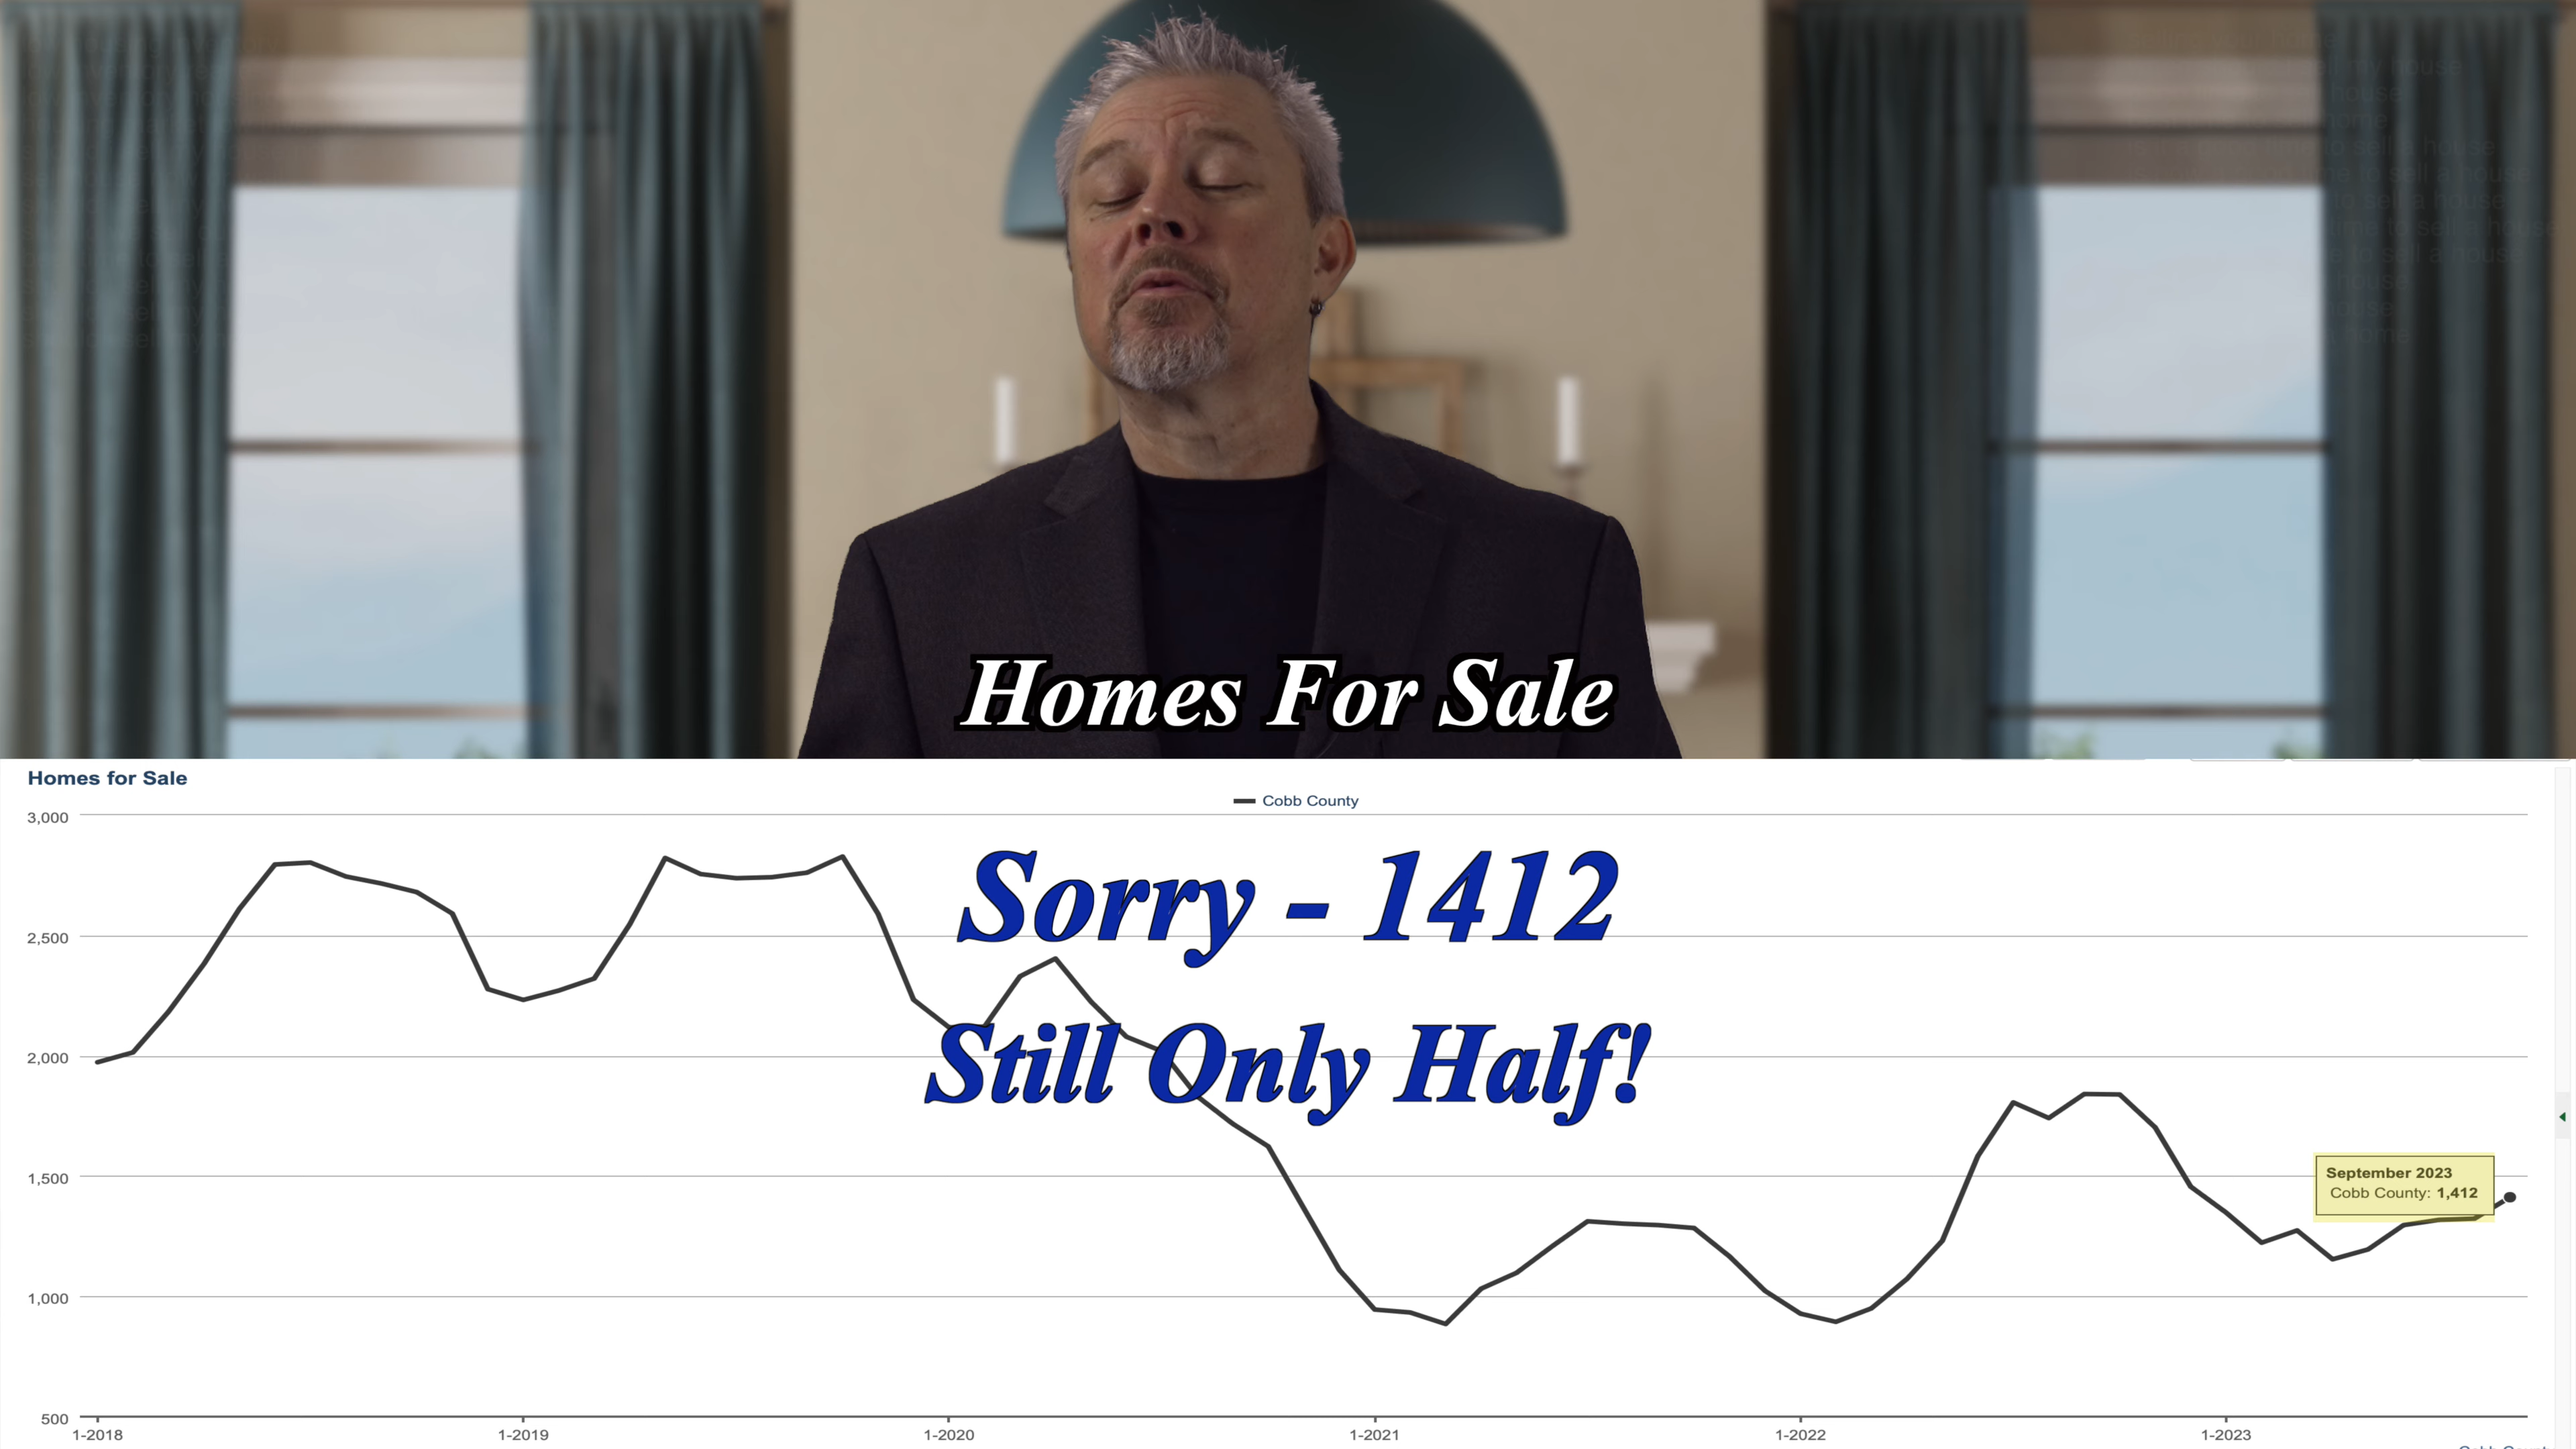 Homes For Sale
Homes for Sale
Cobb County
3,000
Sorry - 1412
2,500
Still Only Half!
2,000
1,500
September 2023
Cobb County: 1,412
1,000
500
1-2018
1-2019
1-2020
1-2021
1-2022
1-2023